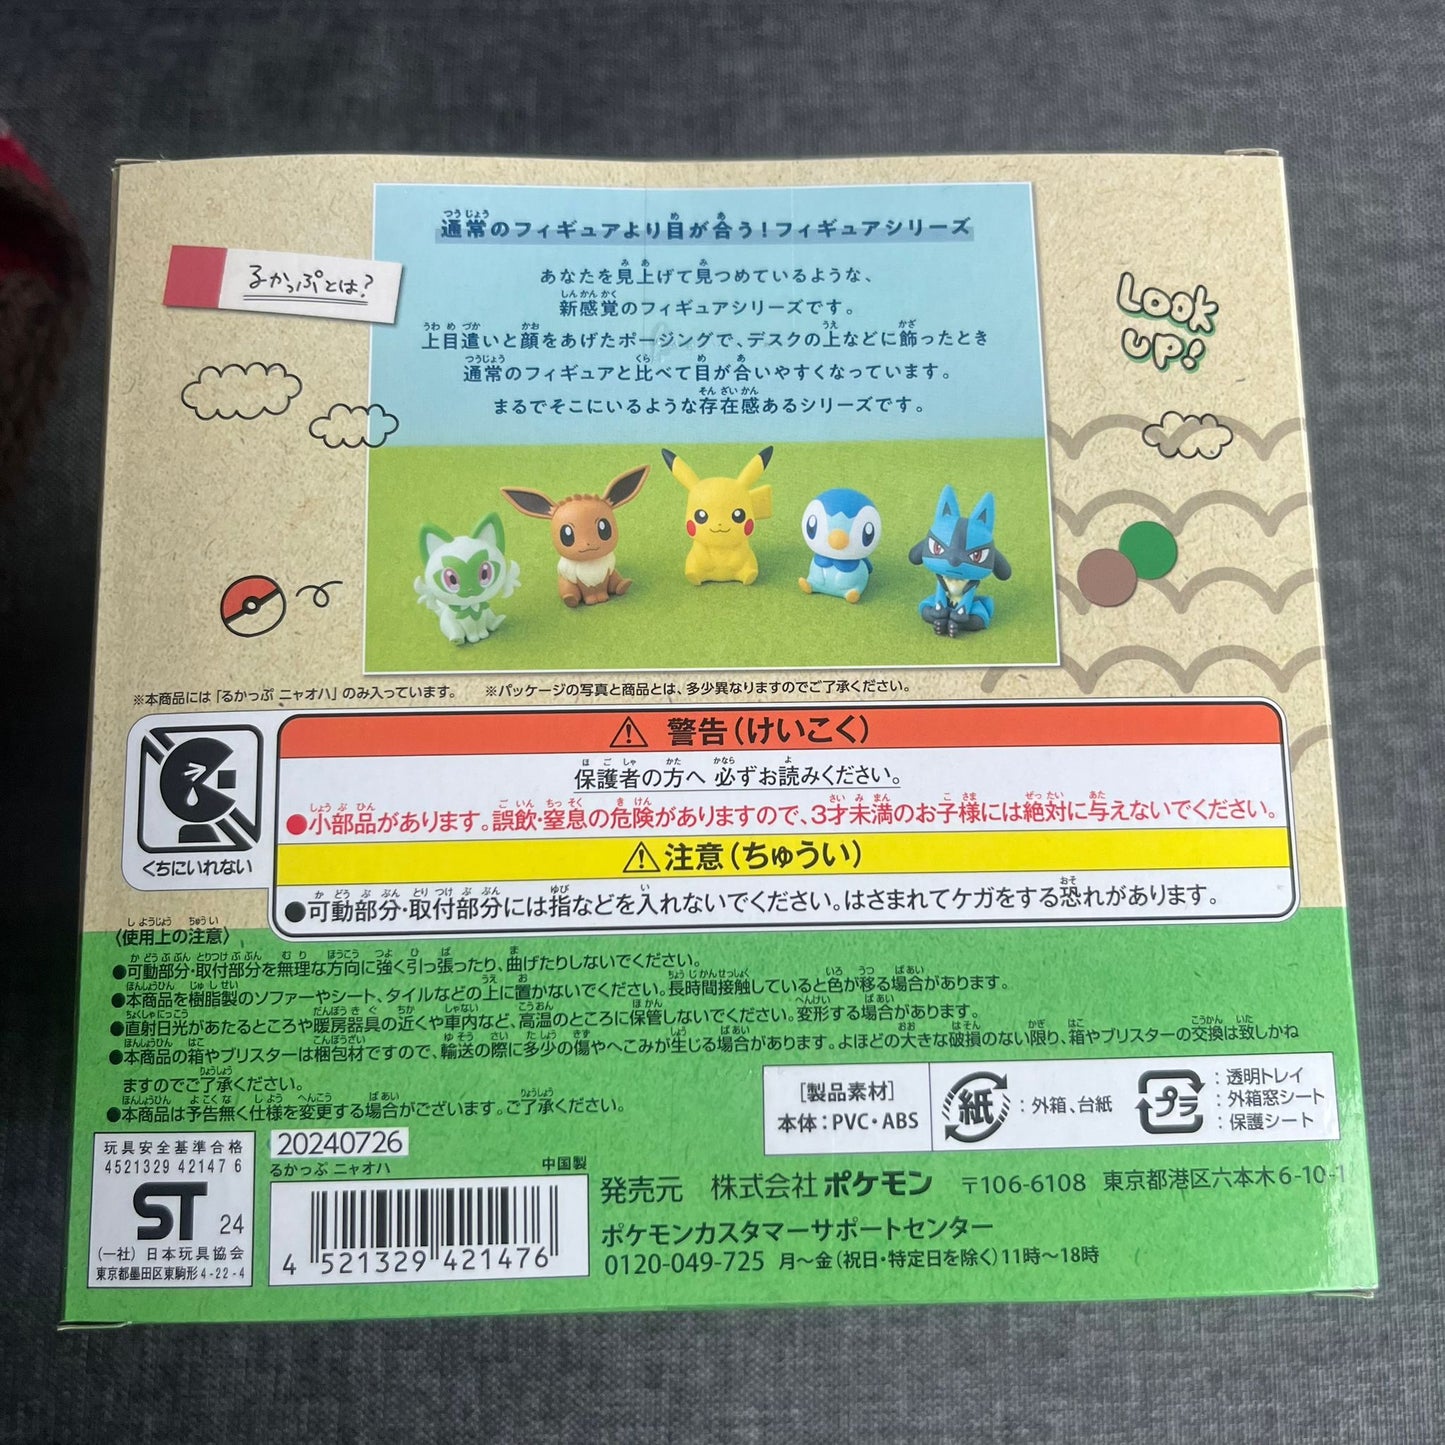 通常のフィギュアより目が合う！フィギュアシリーズ
るかっぷとは？
あなたを見上げて見つめているような、
新感覚のフィギュアシリーズです。
上目遣いと顔をあげたポージングで、デスクの上などに飾ったとき
通常のフィギュアと比べて目が合いやすくなっています。
まるでそこにいるような存在感あるシリーズです。
Look
UP!
※本商品には「るかっぷ ニャオハ」のみ入っています。 ※パッケージの写真と商品とは、多少異なりますのでご了承ください。
警告（けいこく）
保護者の方へ 必ずお読みください。
●小部品があります。誤飲・窒息の危険がありますので、3才未満のお子様には絶対に与えないでください。
くちにいれない
注意（ちゅうい）
●可動部分・取付部分には指などを入れないでください。はさまれてケガをする恐れがあります。
〈使用上の注意〉
●可動部分・取付部分を無理な方向に強く引っ張ったり、曲げたりしないでください。
●本商品を樹脂製のソファーやシート、タイルなどの上に置かないでください。長時間接触していると色が移る場合があります。
●直射日光があたるところや暖房器具の近くや車内など、高温のところに保管しないでください。変形する場合があります。
●本商品の箱やブリスターは梱包材ですので、輸送の際に多少の傷やへこみが生じる場合があります。よほどの大きな破損のない限り、箱やブリスターの交換は致しかね
ますのでご了承ください。
●本商品は予告無く仕様を変更する場合がございます。ご了承ください。
［製品素材］
本体：PVC・ABS
紙
：外箱、台紙
プラ
：透明トレイ
：外箱窓シート
：保護シート
玩具安全基準合格
4521329 42147 6
ST
24
（一社）日本玩具協会
東京都墨田区東駒形4-22-4
20240726
るかっぷ ニャオハ
中国製
4 521329 421476
発売元 株式会社ポケモン 〒106-6108 東京都港区六本木6-10-1
ポケモンカスタマーサポートセンター
0120-049-725 月～金（祝日・特定日を除く）11時～18時